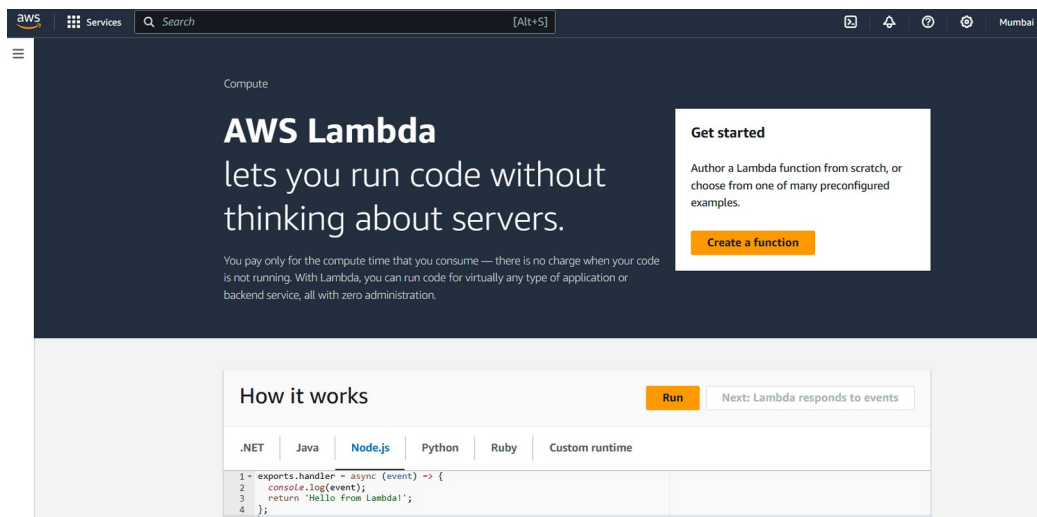 aws
Services
Search
[Alt+S]
Mumbai
Compute
AWS Lambda
lets you run code without
thinking about servers.
You pay only for the compute time that you consume — there is no charge when your code
is not running. With Lambda, you can run code for virtually any type of application or
backend service, all with zero administration.
Get started
Author a Lambda function from scratch, or
choose from one of many preconfigured
examples.
Create a function
How it works
Run
Next: Lambda responds to events
.NET
Java
Node.js
Python
Ruby
Custom runtime
1 exports.handler = async (event) => {
2 console.log(event);
3 return 'Hello from Lambda!';
4 };